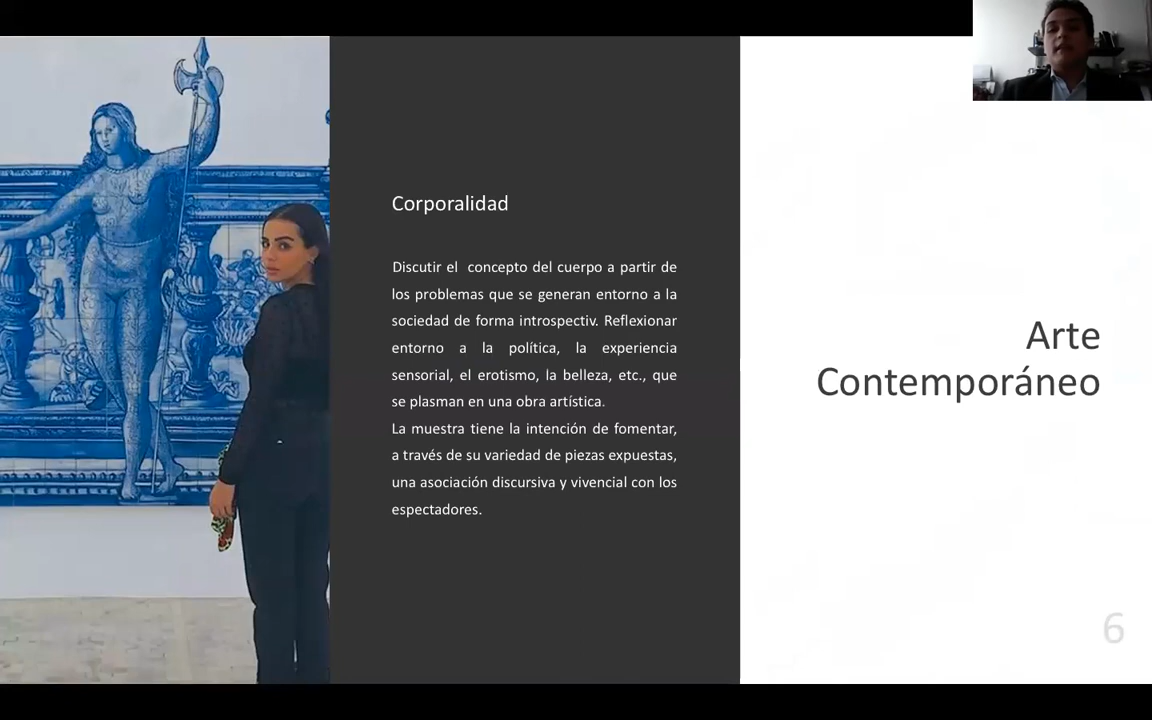 Corporalidad
Discutir el concepto del cuerpo a partir de
los problemas que se generan entorno a la
sociedad de forma introspectiv. Reflexionar
entorno a la política, la experiencia
sensorial, el erotismo, la belleza, etc., que
se plasman en una obra artística.
La muestra tiene la intención de fomentar,
a través de su variedad de piezas expuestas,
una asociación discursiva y vivencial con los
espectadores.
Arte
Contemporáneo
6